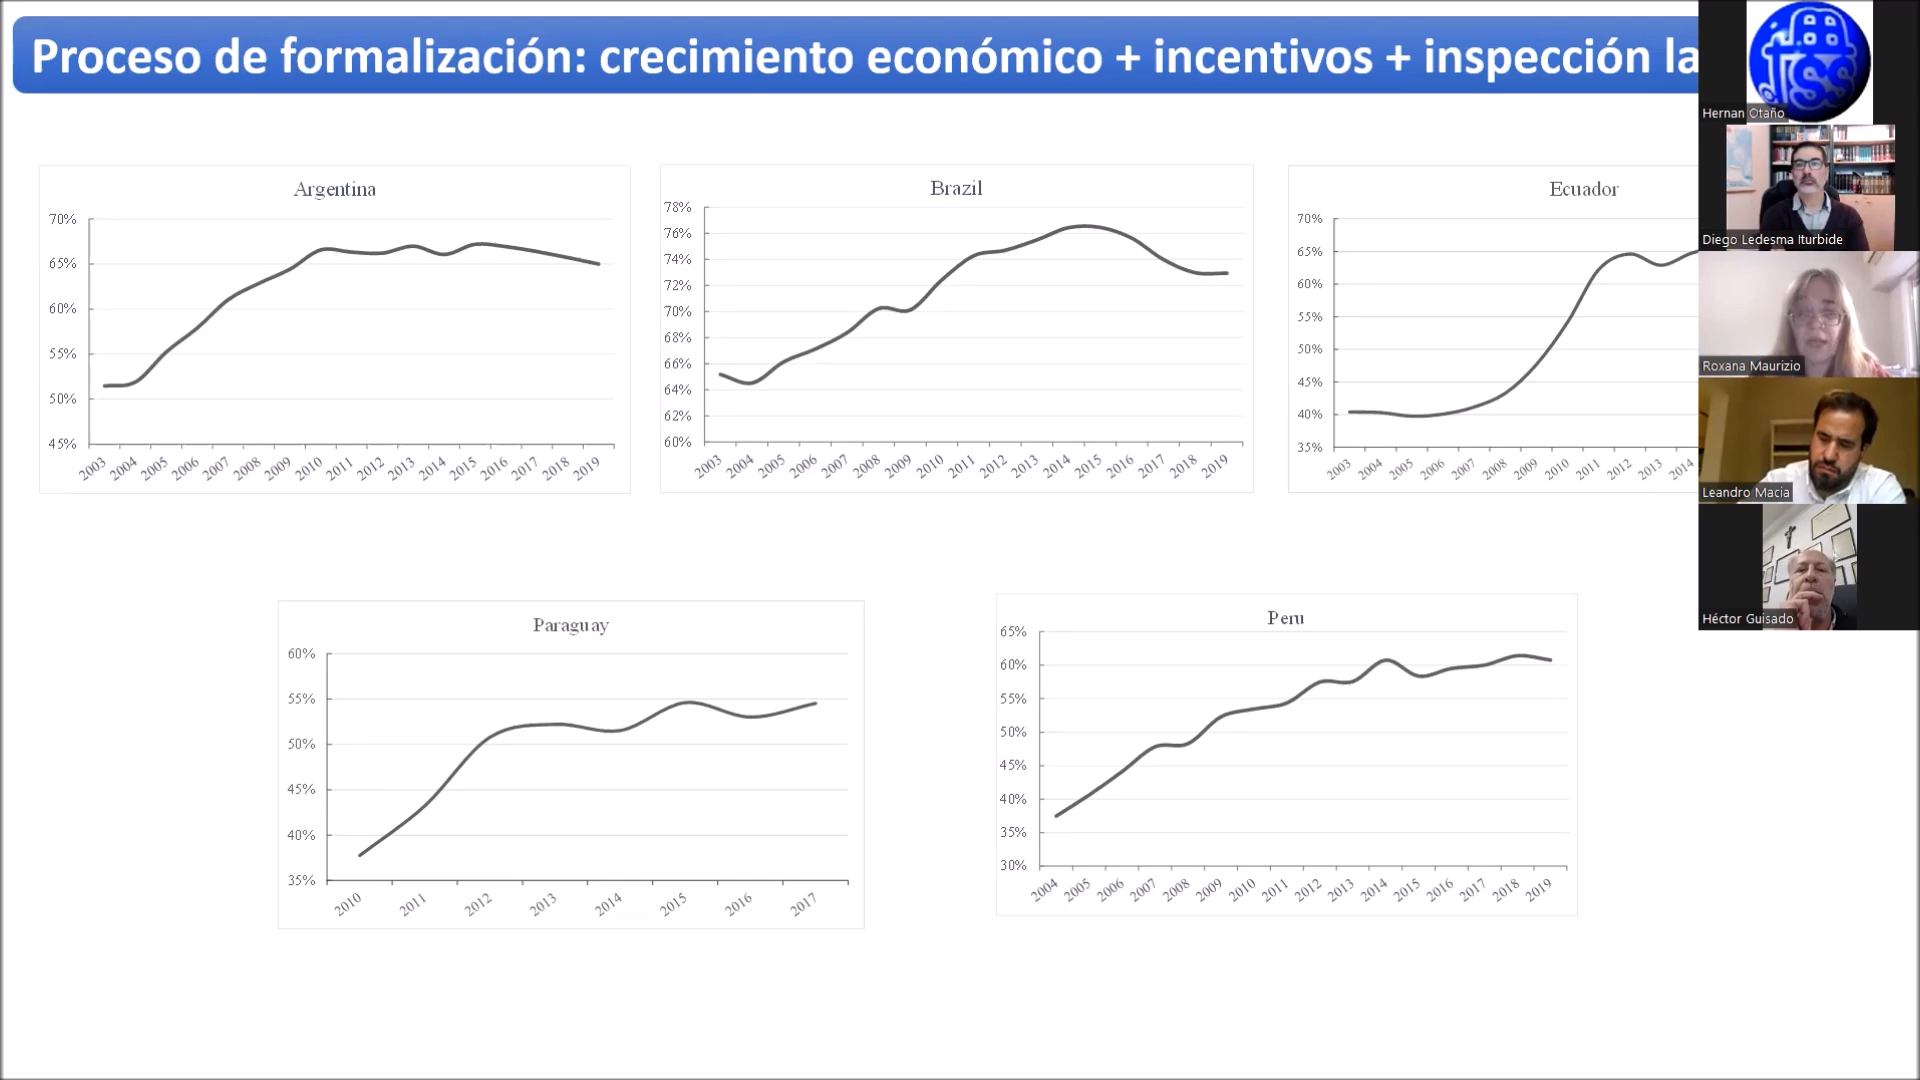 Proceso de formalización: crecimiento económico + incentivos + inspección la
Hernan Otaño
Diego Ledesma Iturbide
Roxana Maurizio
Leandro Macia
Héctor Guisado
Argentina
70%
65%
60%
55%
50%
45%
2003 2004 2005 2006 2007 2008 2009 2010 2011 2012 2013 2014 2015 2016 2017 2018 2019
Brazil
78%
76%
74%
72%
70%
68%
66%
64%
62%
60%
2003 2004 2005 2006 2007 2008 2009 2010 2011 2012 2013 2014 2015 2016 2017 2018 2019
Ecuador
70%
65%
60%
55%
50%
45%
40%
35%
2003 2004 2005 2006 2007 2008 2009 2010 2011 2012 2013 2014
Paraguay
60%
55%
50%
45%
40%
35%
2010 2011 2012 2013 2014 2015 2016 2017
Peru
65%
60%
55%
50%
45%
40%
35%
30%
2004 2005 2006 2007 2008 2009 2010 2011 2012 2013 2014 2015 2016 2017 2018 2019